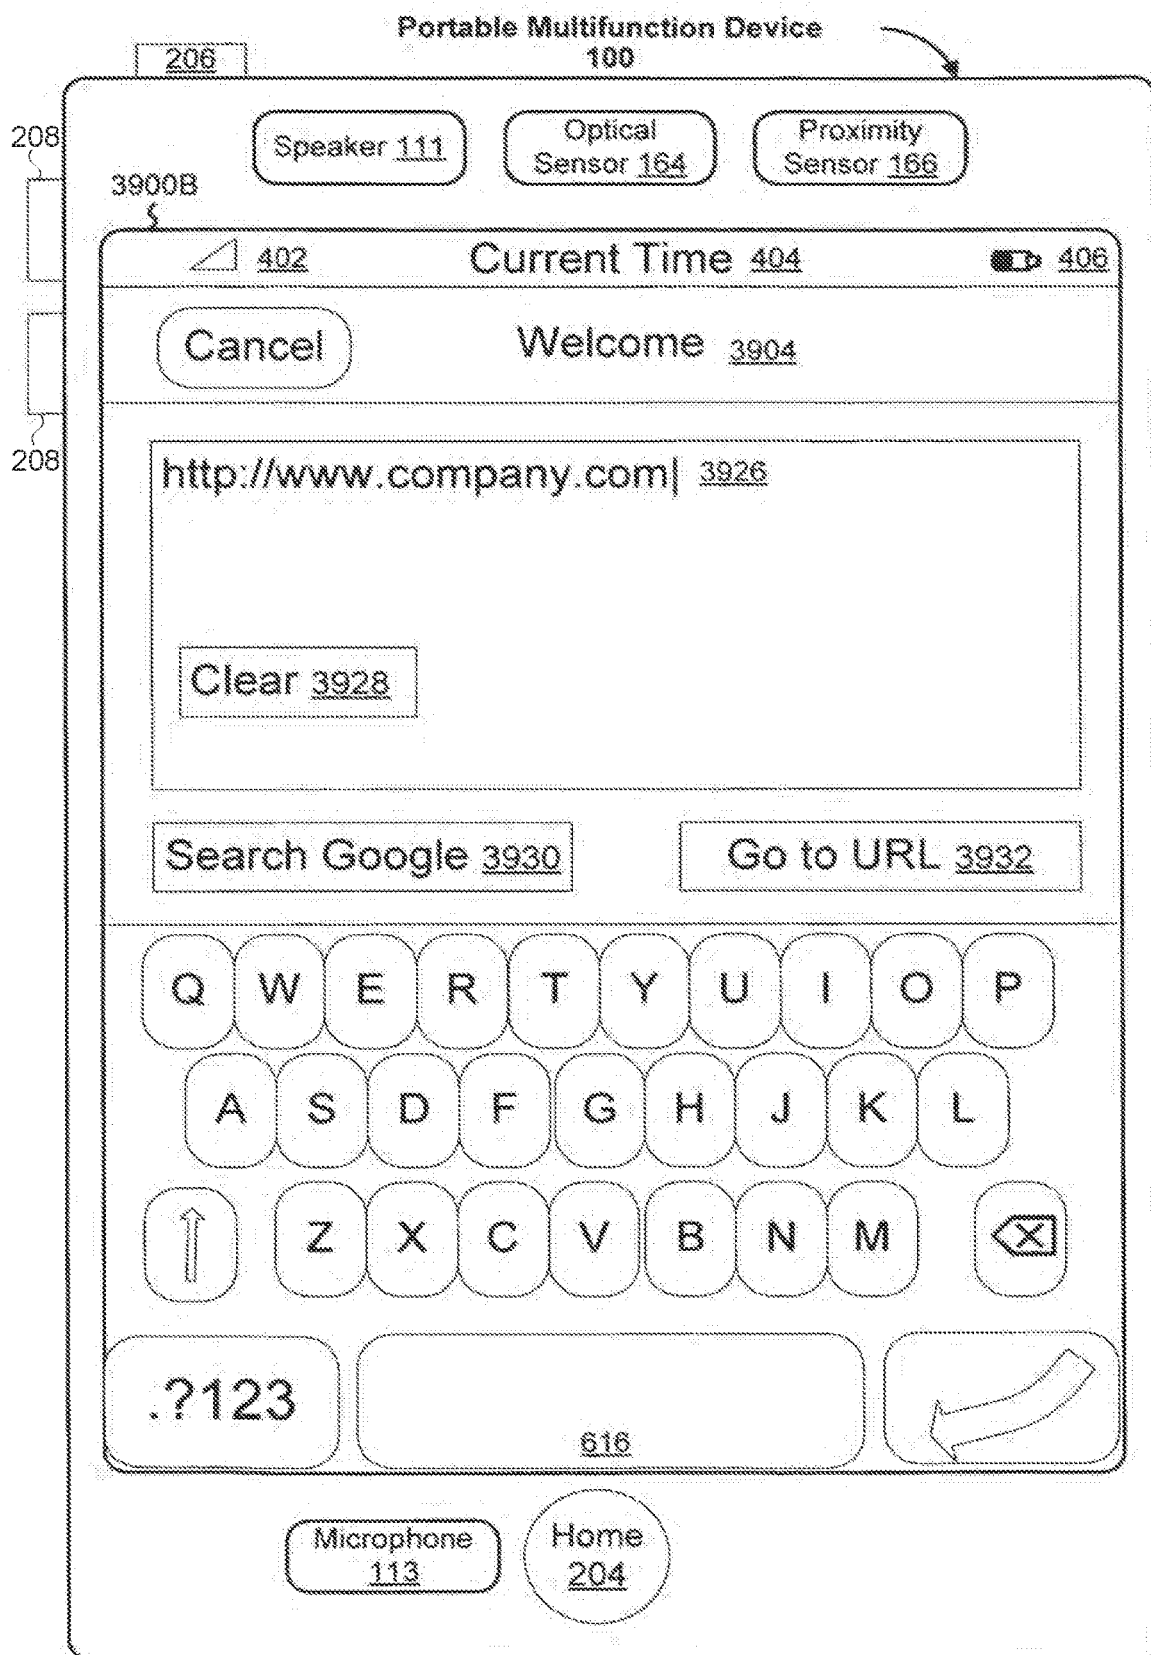 Portable Multifunction Device
100
206
208
Speaker 111
Optical
Sensor 164
Proximity
Sensor 166
3900B
402
Current Time 404
406
Cancel
Welcome 3904
208
http://www.company.com| 3926
Clear 3928
Search Google 3930
Go to URL 3932
Q W E R T Y U I O P
A S D F G H J K L
Z X C V B N M
.?123
616
Microphone
113
Home
204